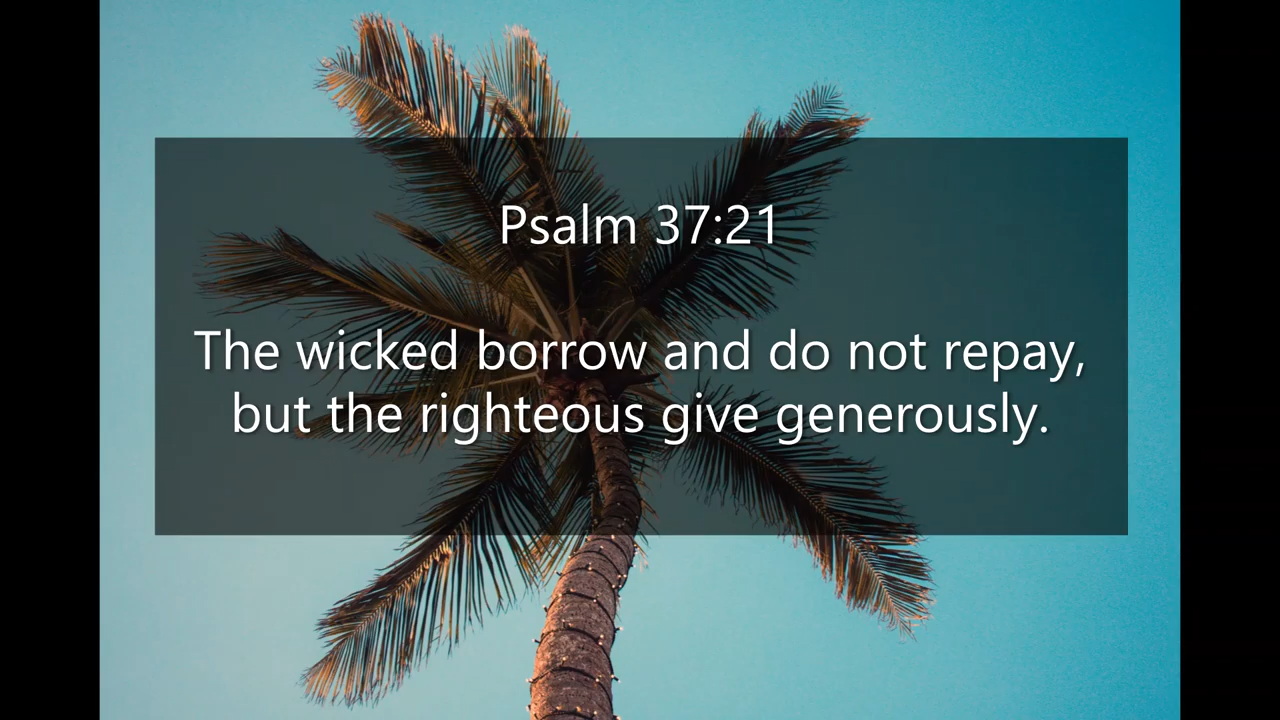 Psalm 37:21
The wicked borrow and do not repay,
but the righteous give generously.